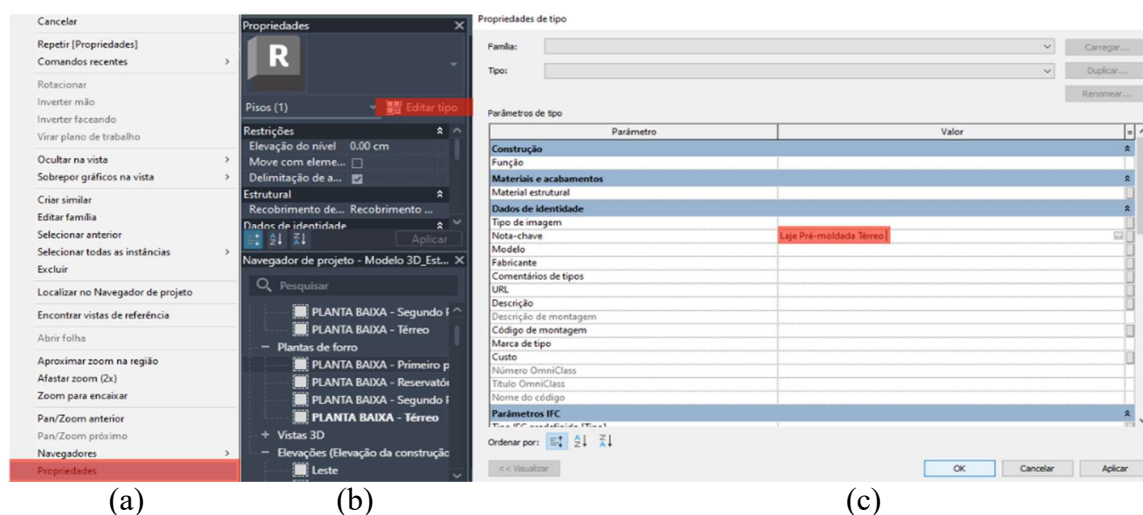 Cancelar
Repetir [Propriedades]
Comandos recentes
Rotacionar
Inverter mão
Inverter faceando
Virar plano de trabalho
Ocultar na vista
Sobrepor gráficos na vista
Criar similar
Editar família
Selecionar anterior
Selecionar todas as instâncias
Excluir
Localizar no Navegador de projeto
Encontrar vistas de referência
Abrir folha
Aproximar zoom na região
Afastar zoom (2x)
Zoom para encaixar
Pan/Zoom anterior
Pan/Zoom próximo
Navegadores
Propriedades
(a)
Propriedades
R
Pisos (1)
Editar tipo
Restrições
Elevação do nível 0.00 cm
Move com eleme...
Delimitação de a...
Estrutural
Recobrimento de... Recobrimento ...
Dados de identidade
Aplicar
Navegador de projeto - Modelo 3D_Est...
Pesquisar
PLANTA BAIXA - Segundo
PLANTA BAIXA - Térreo
Plantas de forro
PLANTA BAIXA - Primeiro p
PLANTA BAIXA - Reservató
PLANTA BAIXA - Segundo
PLANTA BAIXA - Térreo
Vistas 3D
Elevações (Elevação da construçã
Leste
(b)
Propriedades de tipo
Família:
Carregar...
Tipo:
Duplicar...
Renomear...
Parâmetros de tipo
Parâmetro Valor =
Construção
Função
Materiais e acabamentos
Material estrutural
Dados de identidade
Tipo de imagem
Nota-chave Laje Pré-moldada Térreo
Modelo
Fabricante
Comentários de tipos
URL
Descrição
Descrição de montagem
Código de montagem
Marca de tipo
Custo
Número OmniClass
Título OmniClass
Nome do código
Parâmetros IFC
Tipo IFC predefinido [Tipo]
Ordenar por:
<< Visualizar
OK Cancelar Aplicar
(c)